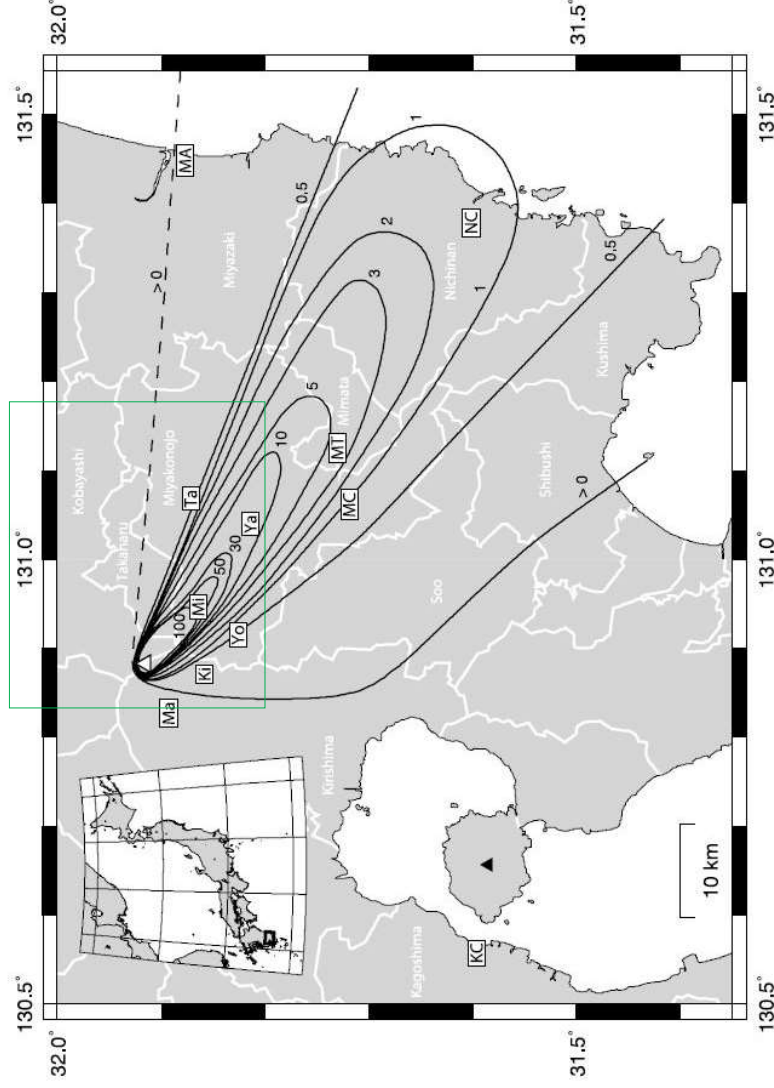 130.5°
131.0°
131.5°
32.0°
32.0°
Kobayashi
Takanaru
> 0
Miyakonojo
Ma
MA
Ta
100
Mi
Ki
50
Miyazaki
30
Yo
Ya
10
0,5
5
Kirishima
MT
Mimata
MC
3
2
Kagoshima
1
Soo
Nichinan
NC
KC
1
Shibushi
31.5°
31.5°
> 0
Kushima
0,5
10 km
130.5°
131.0°
131.5°